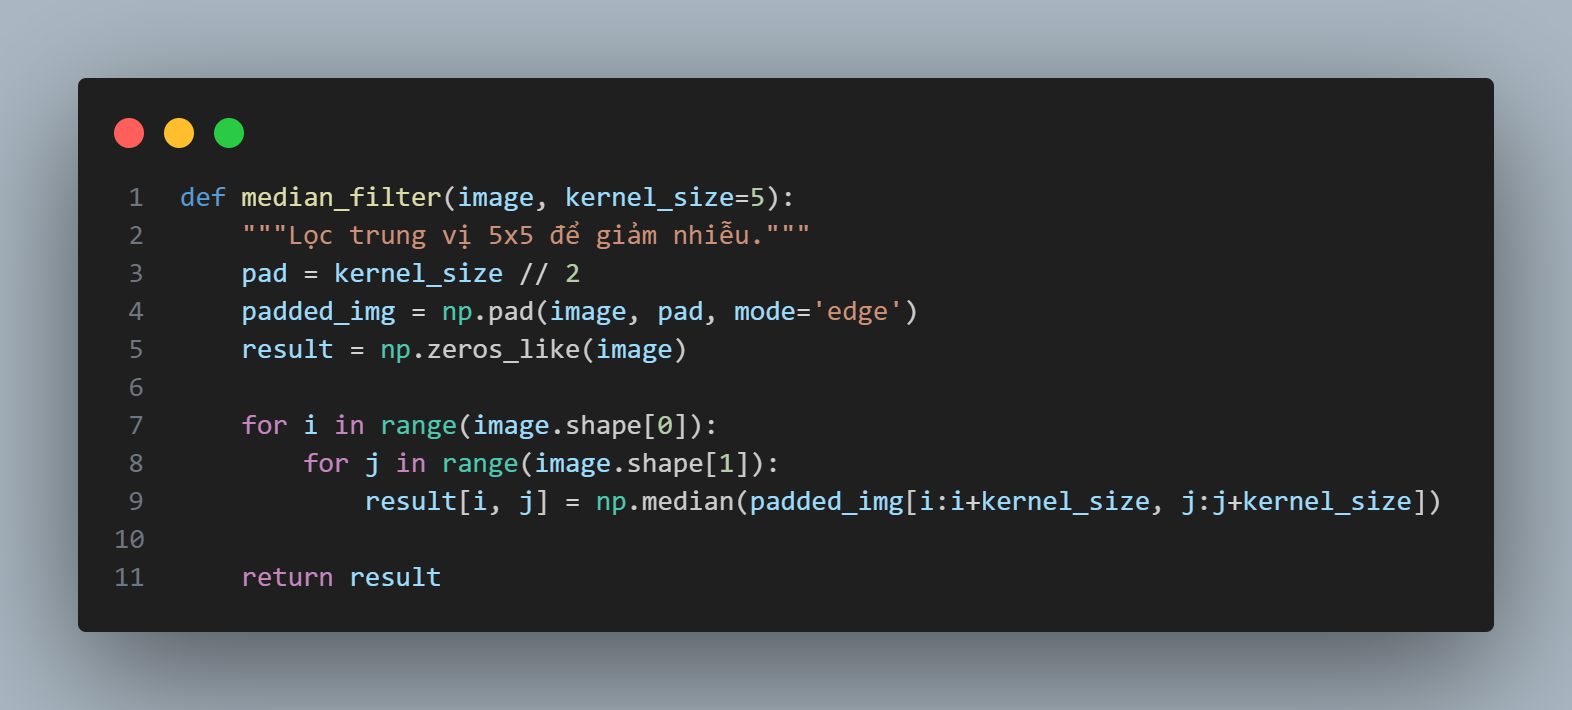 1 def median_filter(image, kernel_size=5):
2     """Lọc trung vị 5x5 để giảm nhiễu."""
3     pad = kernel_size // 2
4     padded_img = np.pad(image, pad, mode='edge')
5     result = np.zeros_like(image)
6
7     for i in range(image.shape[0]):
8         for j in range(image.shape[1]):
9             result[i, j] = np.median(padded_img[i:i+kernel_size, j:j+kernel_size])
10
11     return result